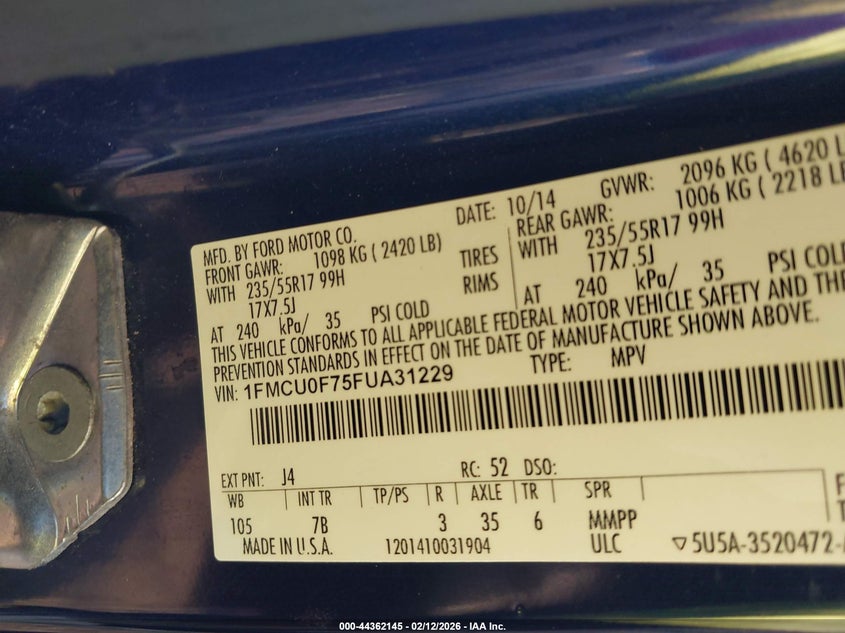 MFD. BY FORD MOTOR CO.
DATE: 10/14
GVWR: 2096 KG ( 4620 L
FRONT GAWR: 1098 KG ( 2420 LB)
REAR GAWR: 1006 KG ( 2218 LB
WITH 235/55R17 99H TIRES
WITH 235/55R17 99H
17X7.5J RIMS
17X7.5J
AT 240 kPa/ 35 PSI COLD
AT 240 kPa/ 35 PSI COLD
THIS VEHICLE CONFORMS TO ALL APPLICABLE FEDERAL MOTOR VEHICLE SAFETY AND THE
PREVENTION STANDARDS IN EFFECT ON THE DATE OF MANUFACTURE SHOWN ABOVE.
VIN: 1FMCU0F75FUA31229
TYPE: MPV
EXT PNT: J4 RC: 52 DSO:
WB INT TR TP/PS R AXLE TR SPR
105 7B 3 35 6 MMPP
MADE IN U.S.A. 1201410031904 ULC ▽5U5A-3520472-
000-44362145 - 02/12/2026 - IAA Inc.